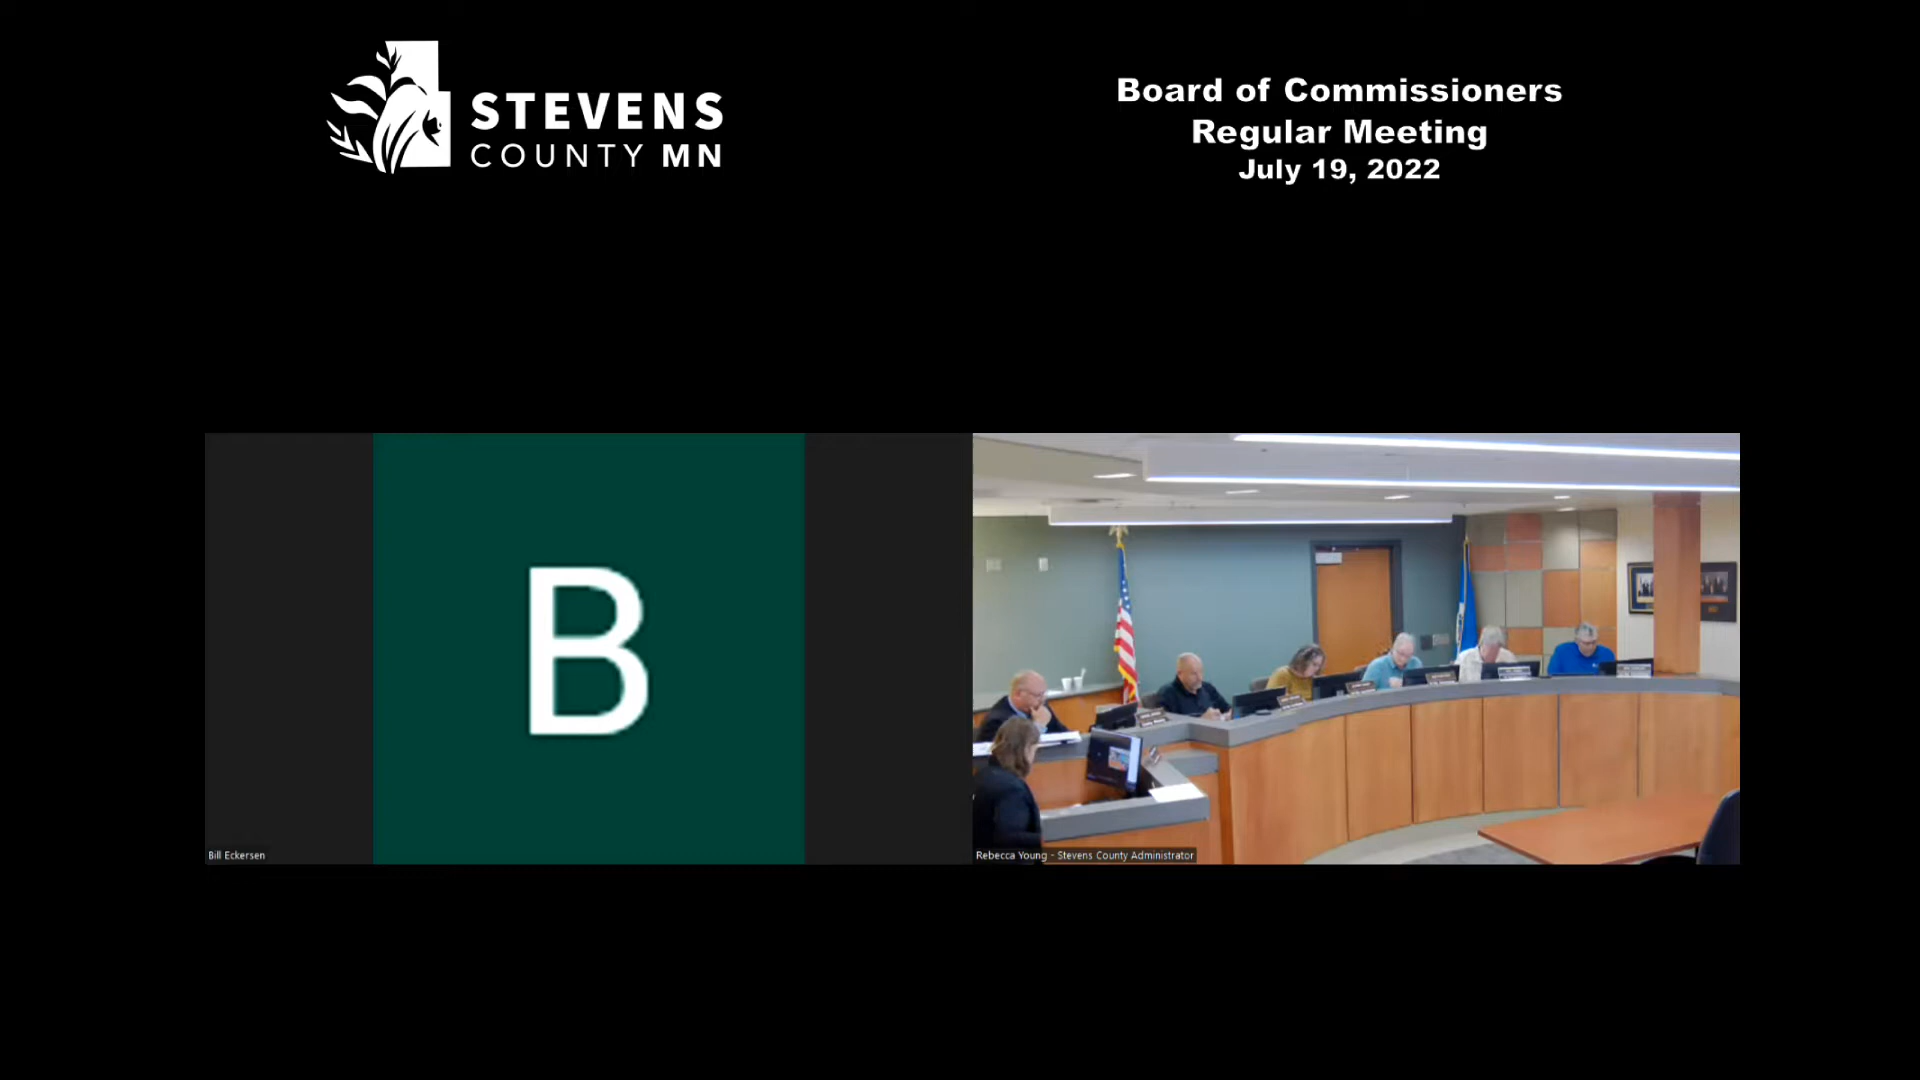 STEVENS
COUNTY MN
Board of Commissioners
Regular Meeting
July 19, 2022
B
Bill Eckersen
Rebecca Young - Stevens County Administrator